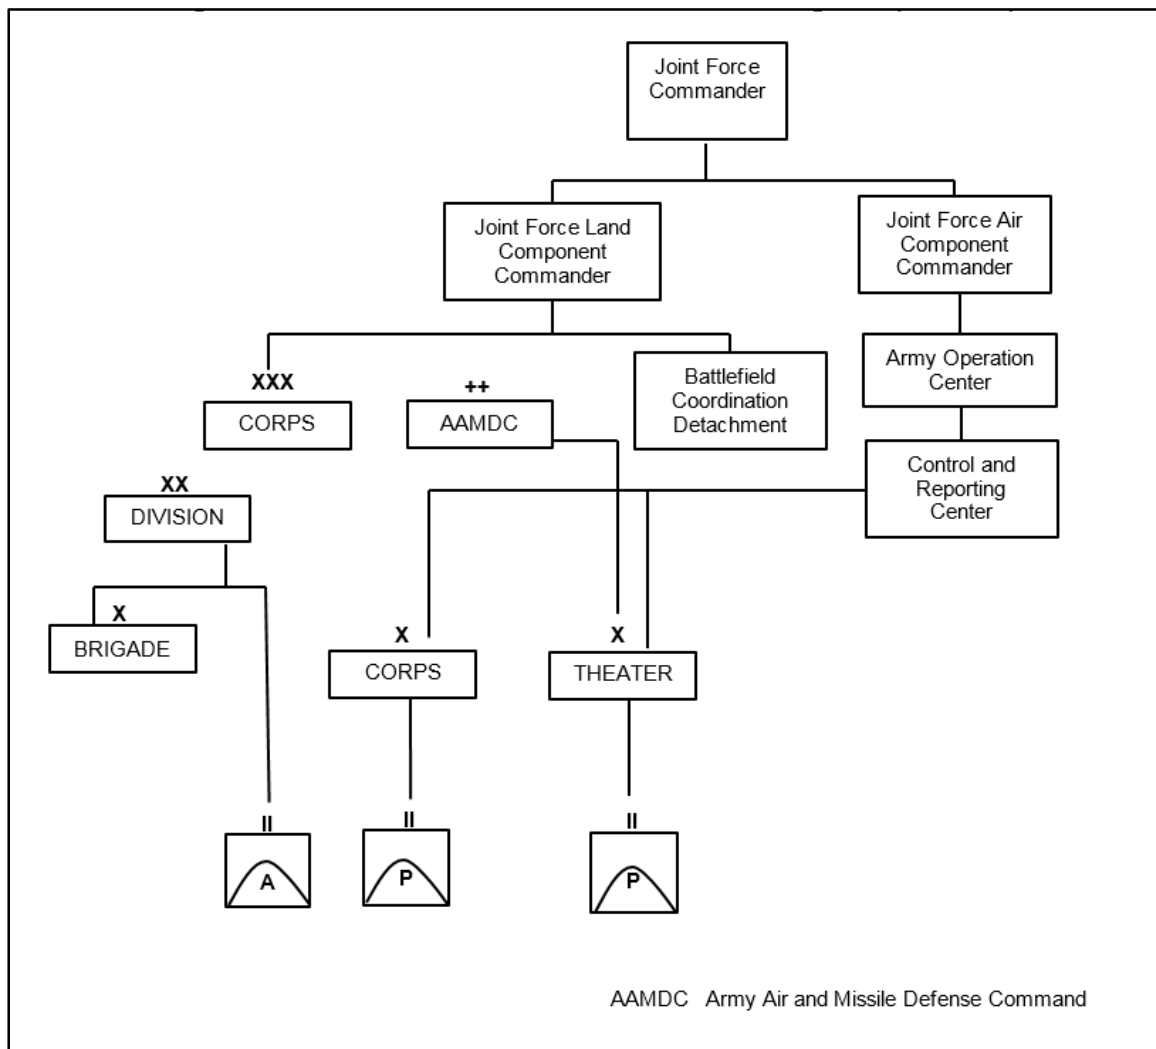 Joint Force
Commander
Joint Force Land
Component
Commander
Joint Force Air
Component
Commander
Army Operation
Center
XXX
CORPS
++
AAMDC
Battlefield
Coordination
Detachment
Control and
Reporting
Center
XX
DIVISION
X
BRIGADE
X
CORPS
X
THEATER
II
A
II
P
II
P
AAMDC Army Air and Missile Defense Command